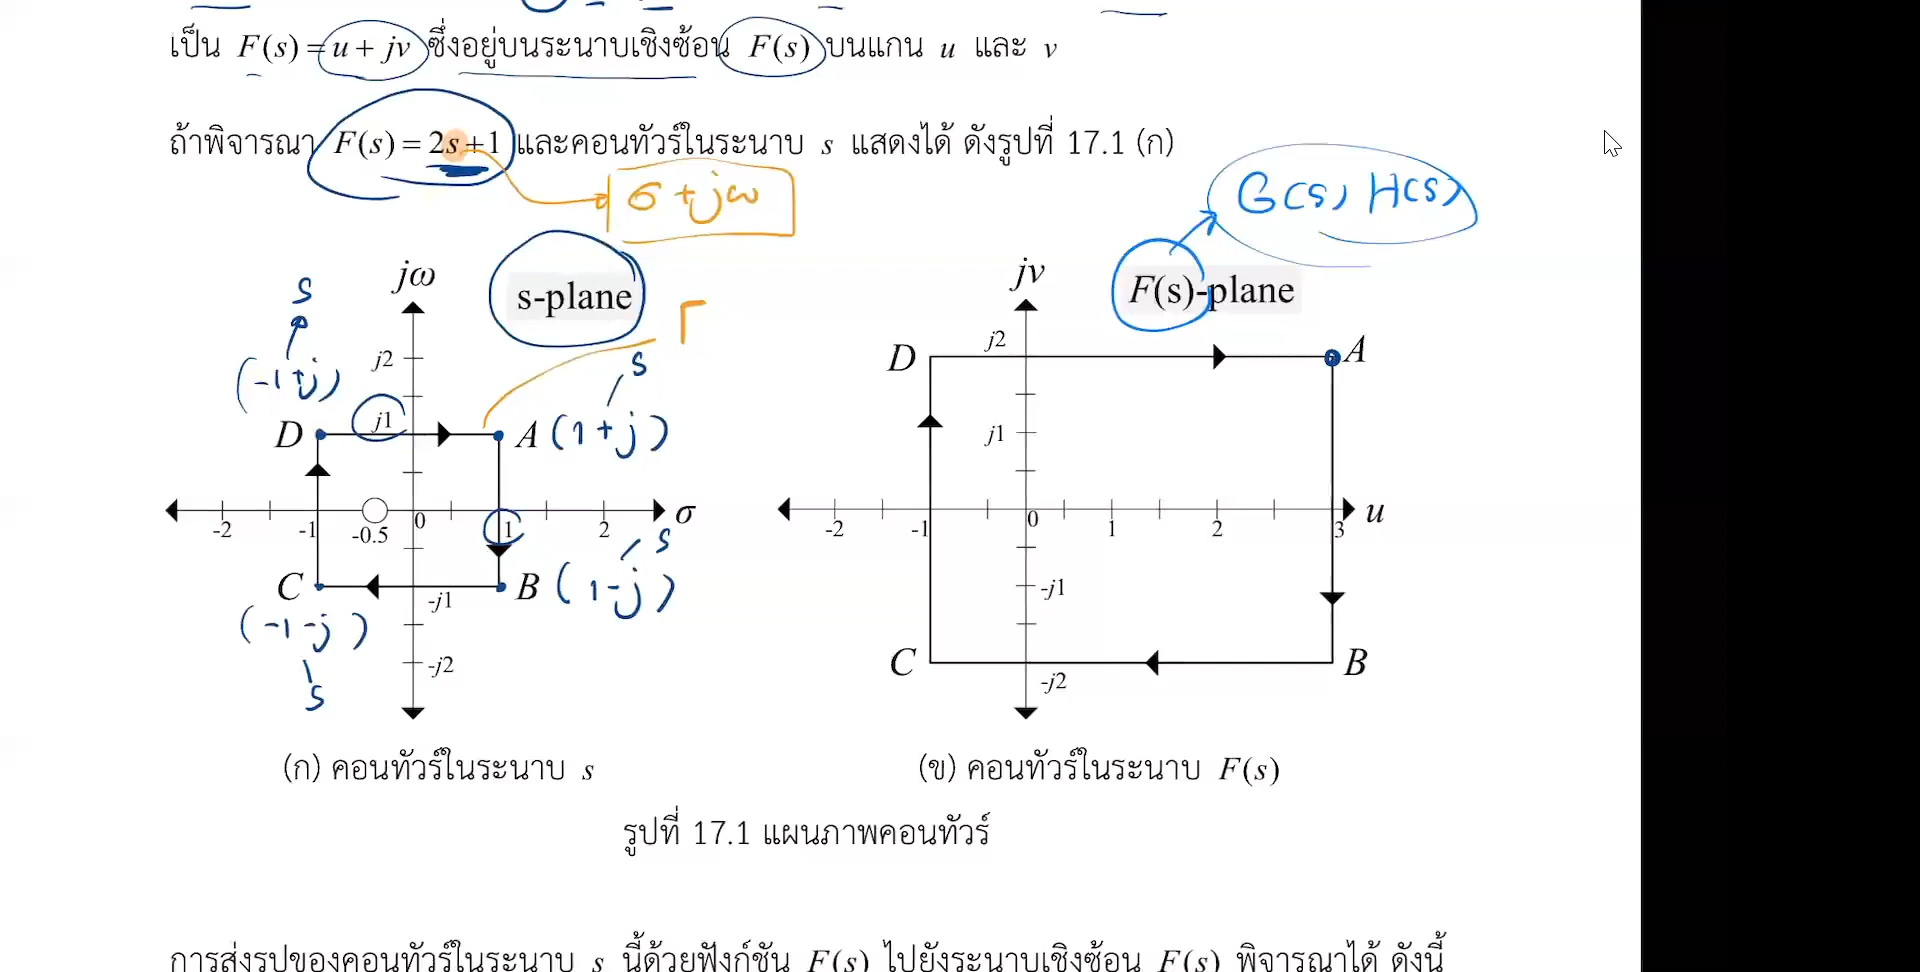 เป็น F(s) = u + jv ซึ่งอยู่บนระนาบเชิงซ้อน F(s) บนแกน u และ v
ถ้าพิจารณา F(s) = 2s+1 และคอนทัวร์ในระนาบ s แสดงได้ ดังรูปที่ 17.1 (ก)
σ + jω
G(s) H(s)
jω
s-plane
Γ
s
(-1+j)
j2
s
D
j1
A (1+j)
-2
-1
-0.5
0
1
2
σ
s
C
-j1
B (1-j)
(-1-j)
s
-j2
jv
F(s)-plane
D
j2
A
j1
-2
-1
0
1
2
3
u
-j1
C
-j2
B
(ก) คอนทัวร์ในระนาบ s
(ข) คอนทัวร์ในระนาบ F(s)
รูปที่ 17.1 แผนภาพคอนทัวร์
การส่งรูปของคอนทัวร์ในระนาบ s นี้ด้วยฟังก์ชัน F(s) ไปยังระนาบเชิงซ้อน F(s) พิจารณาได้ ดังนี้